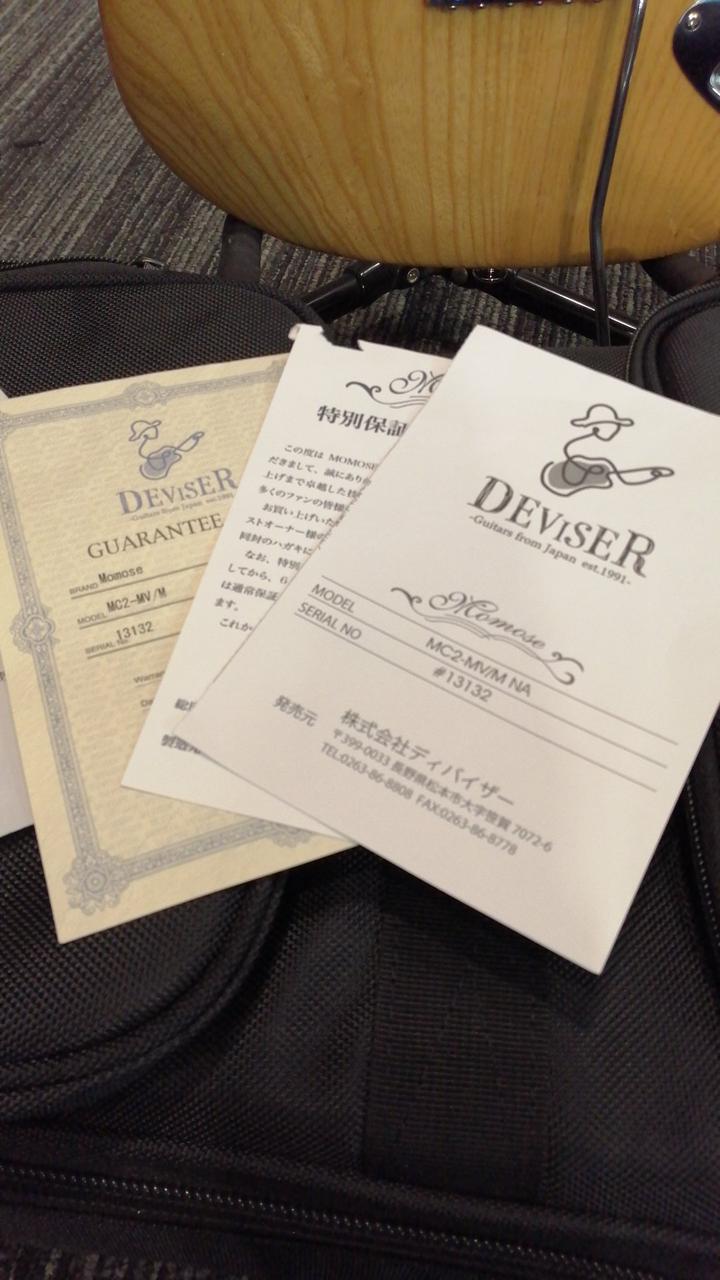 DEVISER
-Guitars from Japan est.1991-
GUARANTEE
BRAND Momose
MODEL MC2-MV/M
SERIAL 13132
特別保証
この度は MOMOSE
だきまして、誠にあり
上げまで卓越した技
多くのファンの皆様
お買い上げいた
ストオーナー様の
同封のハガキに
なお、特別
してから、6
は通常保証
ます。
これか
DEVISER
-Guitars from Japan est.1991-
Momose
MODEL MC2-MV/M NA
SERIAL NO #13132
発売元 株式会社ディバイザー
〒399-0033 長野県松本市大字笹賀 7072-6
TEL.0263-86-8808 FAX.0263-86-8778